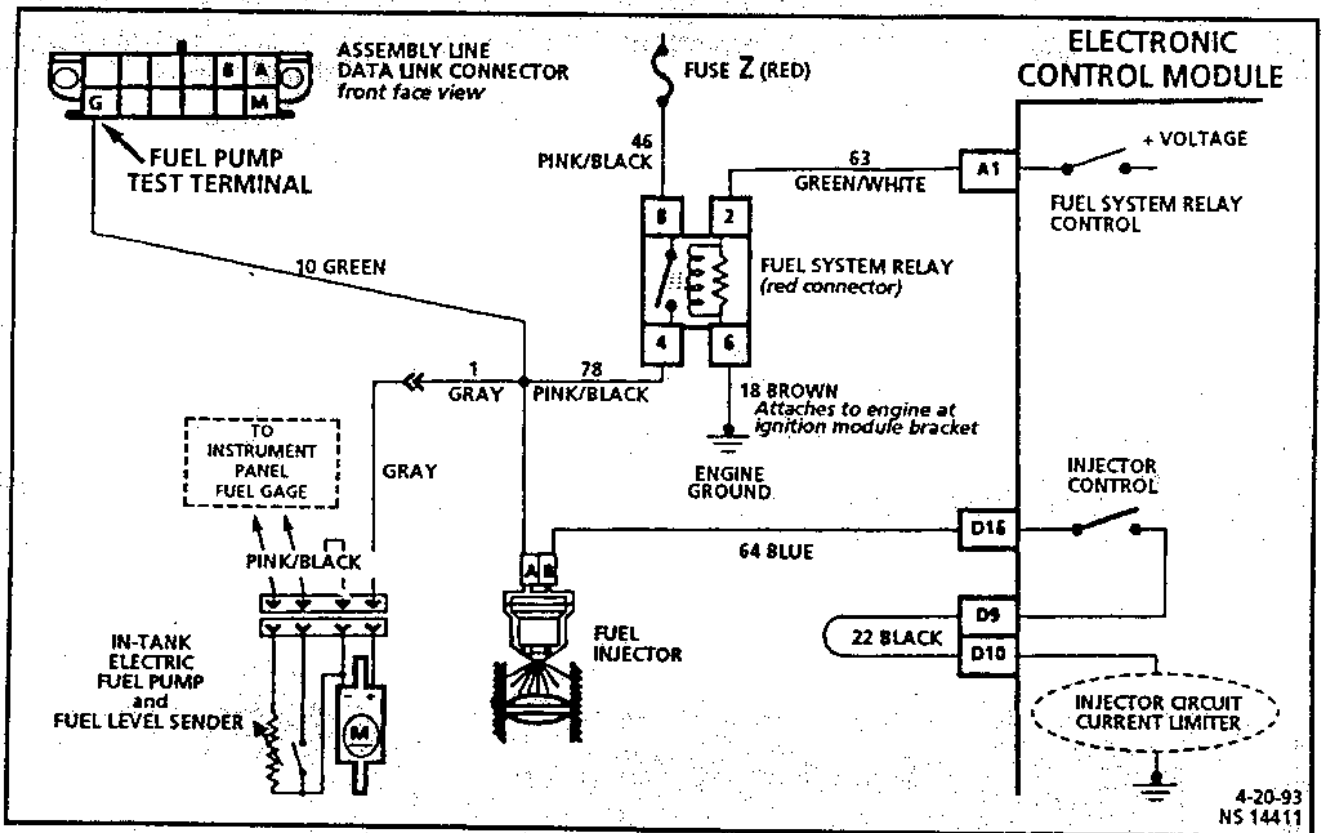 ASSEMBLY LINE
DATA LINK CONNECTOR
front face view
B A
G M
FUEL PUMP
TEST TERMINAL
10 GREEN
FUSE Z (RED)
46
PINK/BLACK
ELECTRONIC
CONTROL MODULE
63
GREEN/WHITE
A1
+ VOLTAGE
FUEL SYSTEM RELAY
CONTROL
8 2
FUEL SYSTEM RELAY
(red connector)
4 6
1
GRAY
78
PINK/BLACK
18 BROWN
Attaches to engine at
ignition module bracket
ENGINE
GROUND
TO
INSTRUMENT
PANEL
FUEL GAGE
GRAY
PINK/BLACK
INJECTOR
CONTROL
D16
64 BLUE
A B
FUEL
INJECTOR
D9
22 BLACK
D10
IN-TANK
ELECTRIC
FUEL PUMP
and
FUEL LEVEL SENDER
- +
M
INJECTOR CIRCUIT
CURRENT LIMITER
4-20-93
NS 14411